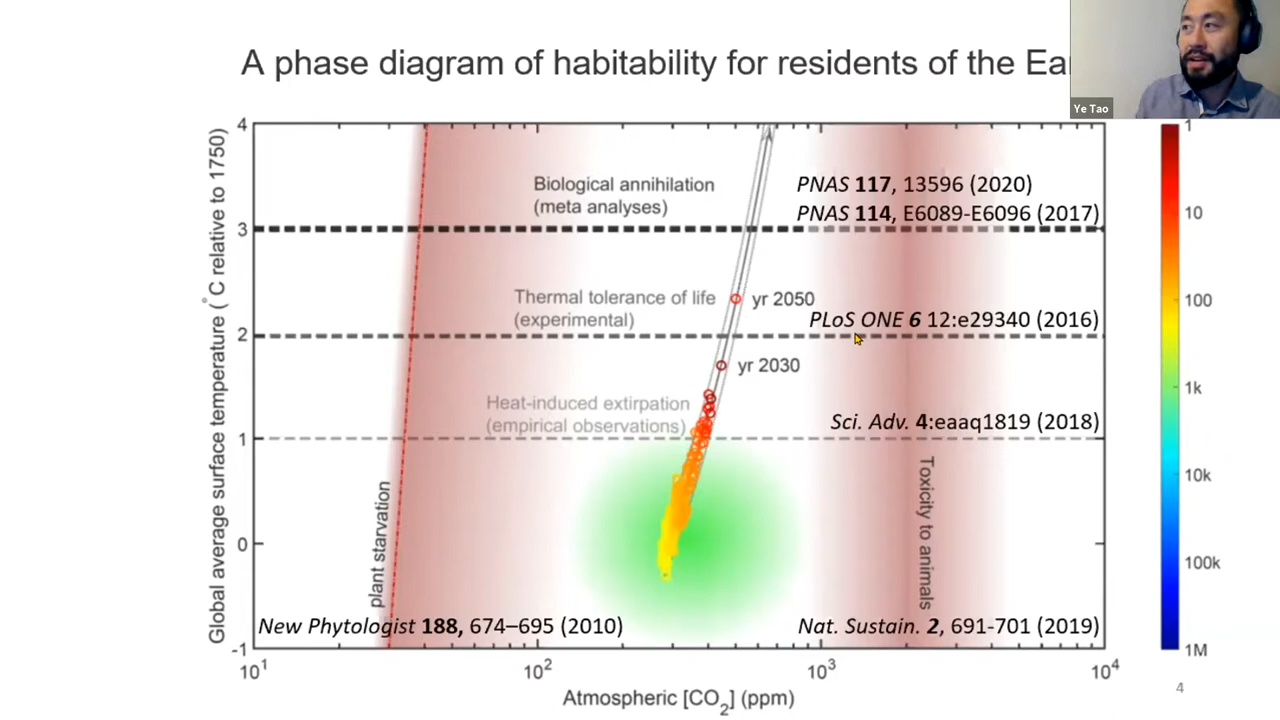 A phase diagram of habitability for residents of the Ea
Ye Tao
Global average surface temperature (°C relative to 1750)
4
3
2
1
0
-1
Biological annihilation
(meta analyses)
PNAS 117, 13596 (2020)
PNAS 114, E6089-E6096 (2017)
Thermal tolerance of life
(experimental)
yr 2050
PLoS ONE 6 12:e29340 (2016)
yr 2030
Heat-induced extirpation
(empirical observations)
Sci. Adv. 4:eaaq1819 (2018)
plant starvation
Toxicity to animals
New Phytologist 188, 674–695 (2010)
Nat. Sustain. 2, 691-701 (2019)
10¹
10²
10³
10⁴
Atmospheric [CO₂] (ppm)
1
10
100
1k
10k
100k
1M
4